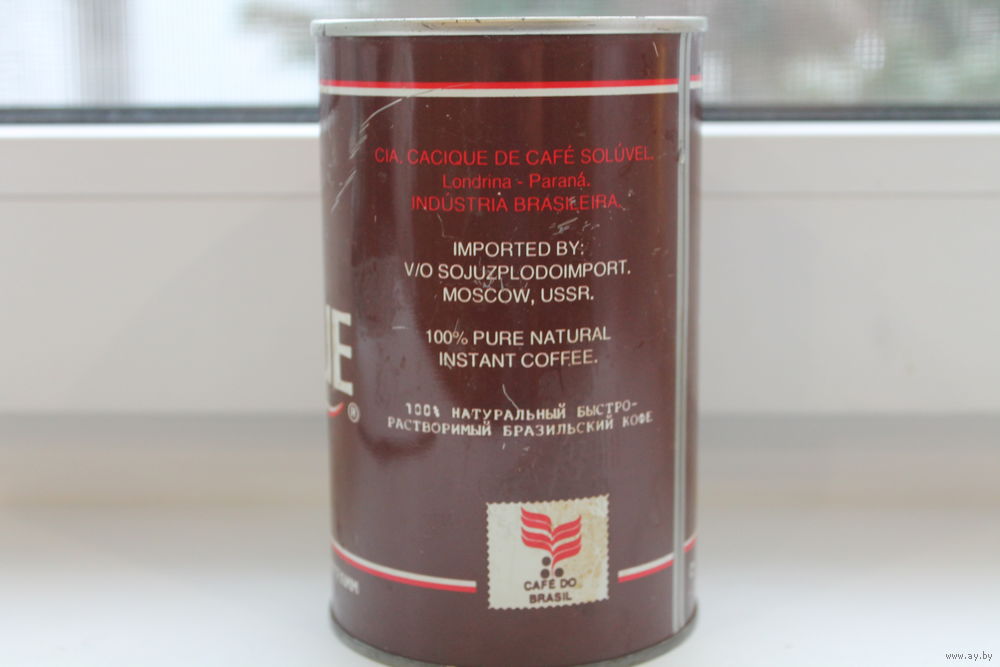 CIA. CACIQUE DE CAFÉ SOLÚVEL.
Londrina - Paraná.
INDÚSTRIA BRASILEIRA.
IMPORTED BY:
V/O SOJUZPLODOIMPORT.
MOSCOW, USSR.
100% PURE NATURAL
INSTANT COFFEE.
UE®
100% НАТУРАЛЬНЫЙ БЫСТРО-
РАСТВОРИМЫЙ БРАЗИЛЬСКИЙ КОФЕ
CAFÉ DO
BRASIL
www.ay.by